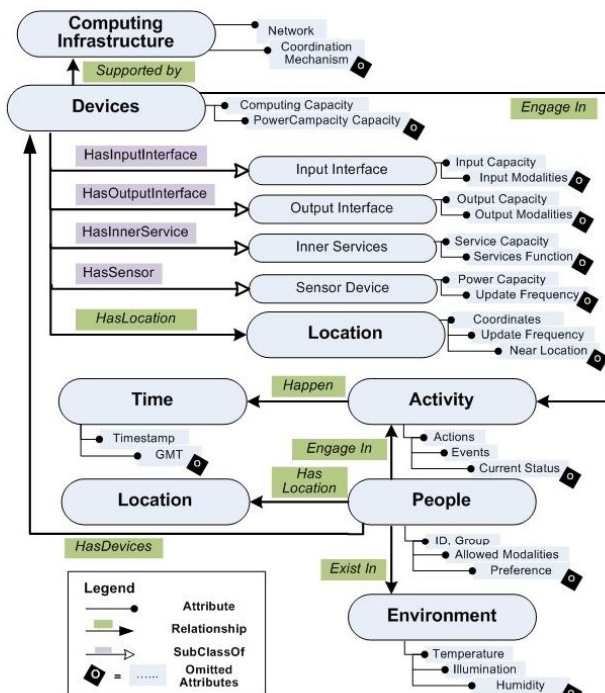 Computing
Infrastructure
Network
Coordination
Mechanism
O
Supported by
Devices
Computing Capacity
PowerCampacity Capacity
O
Engage In
HasInputInterface
Input Interface
Input Capacity
Input Modalities
O
HasOutputInterface
Output Interface
Output Capacity
Output Modalities
O
HasInnerService
Inner Services
Service Capacity
Services Function
O
HasSensor
Sensor Device
Power Capacity
Update Frequency
O
HasLocation
Location
Coordinates
Update Frequency
Near Location
O
Time
Happen
Activity
Timestamp
GMT
O
Actions
Events
Current Status
O
Engage In
Location
Has
Location
People
HasDevices
ID, Group
Allowed Modalities
Preference
O
Exist In
Environment
Temperature
Illumination
Humidity
O
Legend
Attribute
Relationship
SubClassOf
O = ...... Omitted
Attributes